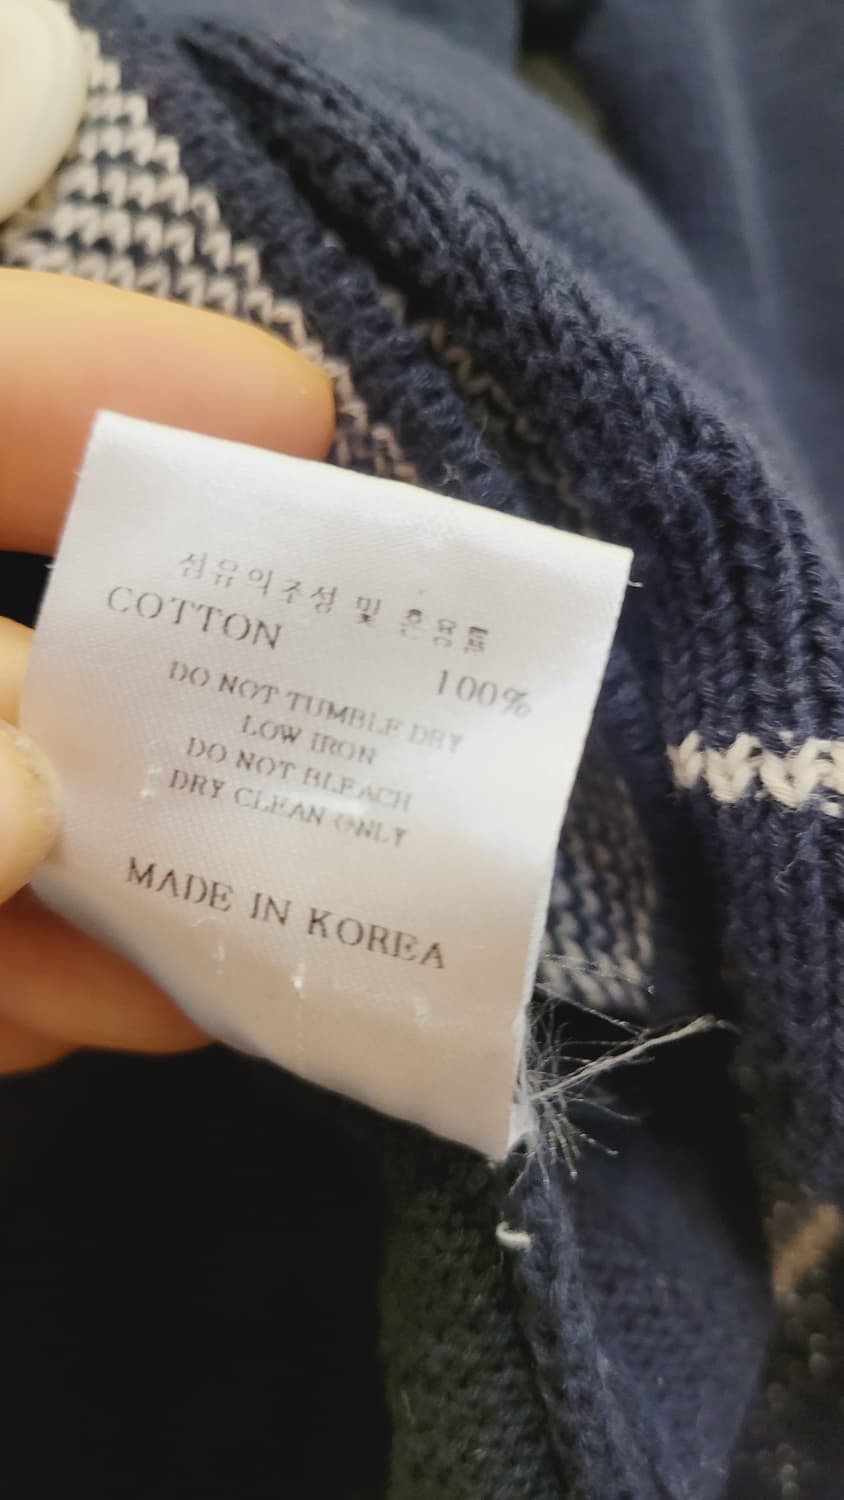 섬유의조성 및 혼용률
COTTON 100%
DO NOT TUMBLE DRY
LOW IRON
DO NOT BLEACH
DRY CLEAN ONLY
MADE IN KOREA